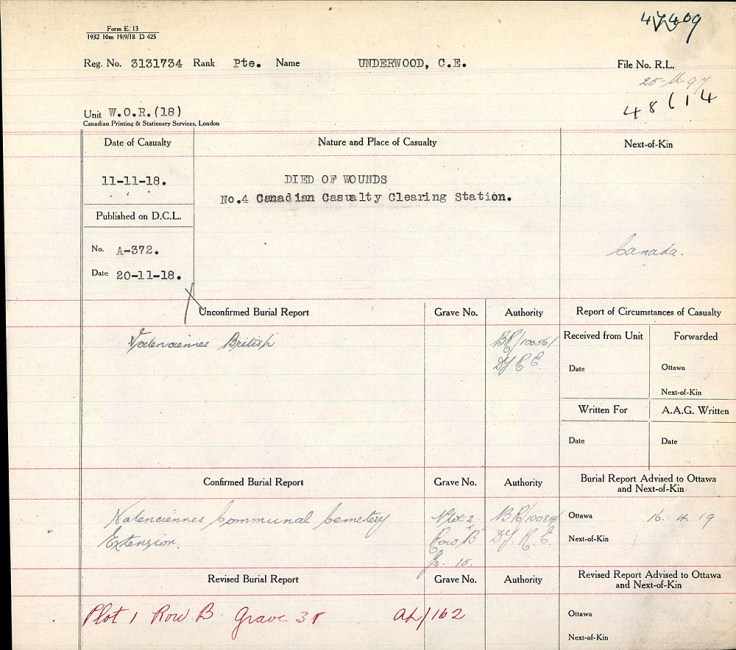 Form E. 13
1932 10m 19/9/18 D 425
47409
Reg. No. 3131734 Rank Pte. Name UNDERWOOD, C.E. File No. R.L.
48614
Unit W.O.R.(18)
Canadian Printing & Stationery Services, London
Date of Casualty Nature and Place of Casualty Next-of-Kin
11-11-18. DIED OF WOUNDS
No.4 Canadian Casualty Clearing Station.
Published on D.C.L.
No. A-372. Canada.
Date 20-11-18.
Unconfirmed Burial Report Grave No. Authority Report of Circumstances of Casualty
Valenciennes British Received from Unit Forwarded
Date Ottawa
Next-of-Kin
Written For A.A.G. Written
Date Date
Confirmed Burial Report Grave No. Authority Burial Report Advised to Ottawa
and Next-of-Kin
Valenciennes Communal Cemetery Ottawa 16.4.19
Extension. Row B Next-of-Kin
Gr. 15.
Revised Burial Report Grave No. Authority Revised Report Advised to Ottawa
and Next-of-Kin
Plot 1 Row B. Grave /162 Ottawa
Next-of-Kin